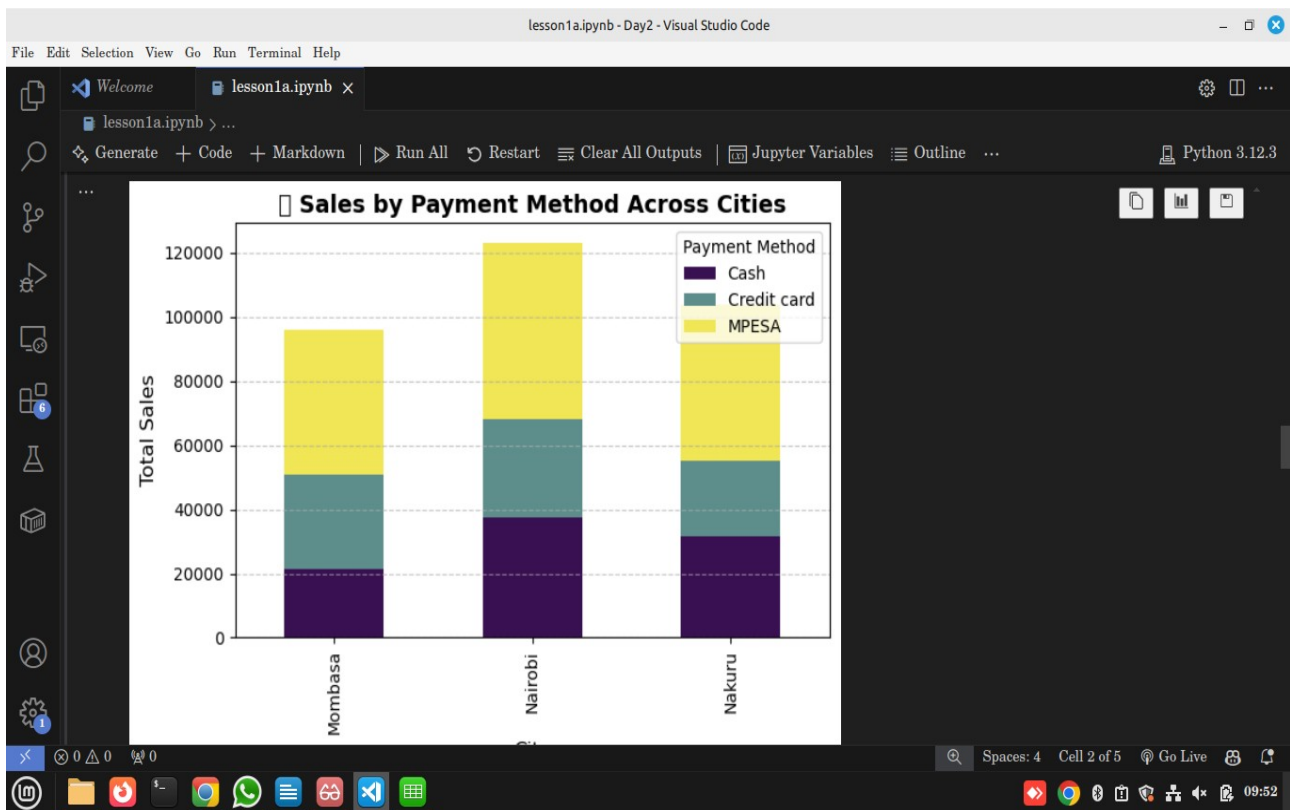 lesson1a.ipynb - Day2 - Visual Studio Code
File Edit Selection View Go Run Terminal Help
Welcome lesson1a.ipynb
lesson1a.ipynb > ...
Generate + Code + Markdown | Run All Restart Clear All Outputs | Jupyter Variables Outline ... Python 3.12.3
Sales by Payment Method Across Cities
Payment Method
Cash
Credit card
MPESA
120000
100000
80000
60000
40000
20000
0
Total Sales
Mombasa
Nairobi
Nakuru
6
1
0 0 0 Spaces: 4 Cell 2 of 5 Go Live
09:52